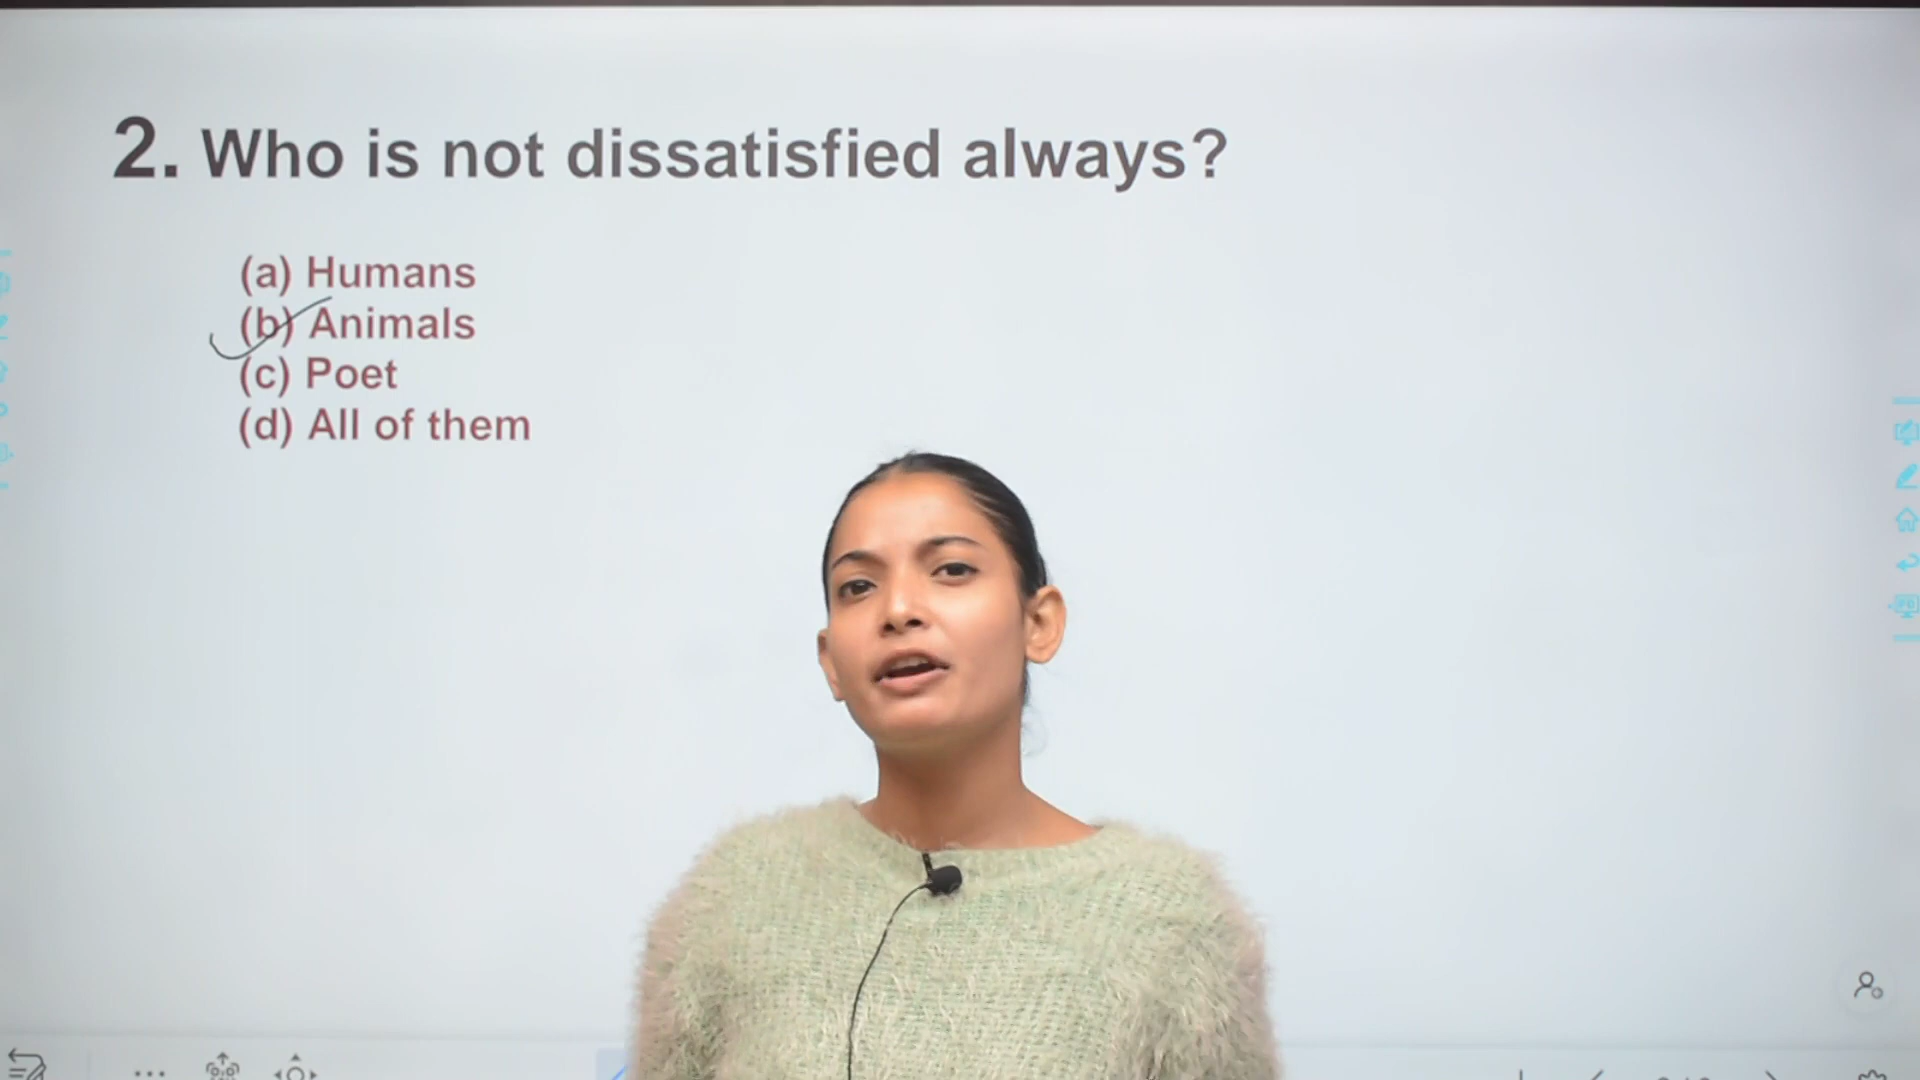 2. Who is not dissatisfied always?
(a) Humans
(b) Animals
(c) Poet
(d) All of them